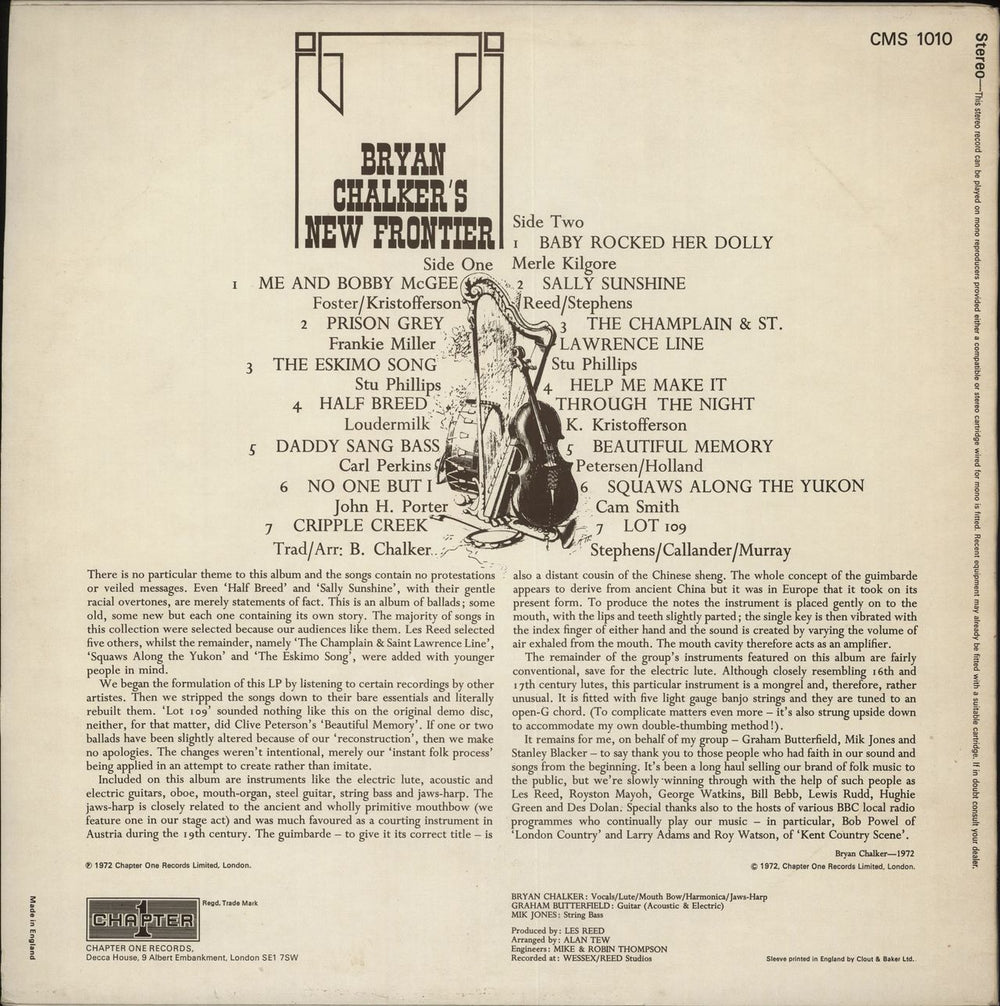 CMS 1010
BRYAN
CHALKER'S
NEW FRONTIER
Side One
1 ME AND BOBBY McGEE
Foster/Kristofferson
2 PRISON GREY
Frankie Miller
3 THE ESKIMO SONG
Stu Phillips
4 HALF BREED
Loudermilk
5 DADDY SANG BASS
Carl Perkins
6 NO ONE BUT I
John H. Porter
7 CRIPPLE CREEK
Trad/Arr: B. Chalker
Side Two
1 BABY ROCKED HER DOLLY
Merle Kilgore
2 SALLY SUNSHINE
Reed/Stephens
3 THE CHAMPLAIN & ST.
LAWRENCE LINE
Stu Phillips
4 HELP ME MAKE IT
THROUGH THE NIGHT
K. Kristofferson
5 BEAUTIFUL MEMORY
Petersen/Holland
6 SQUAWS ALONG THE YUKON
Cam Smith
7 LOT 109
Stephens/Callander/Murray
There is no particular theme to this album and the songs contain no protestations
or veiled messages. Even 'Half Breed' and 'Sally Sunshine', with their gentle
racial overtones, are merely statements of fact. This is an album of ballads; some
old, some new but each one containing its own story. The majority of songs in
this collection were selected because our audiences like them. Les Reed selected
five others, whilst the remainder, namely 'The Champlain & Saint Lawrence Line',
'Squaws Along the Yukon' and 'The Eskimo Song', were added with younger
people in mind.
We began the formulation of this LP by listening to certain recordings by other
artistes. Then we stripped the songs down to their bare essentials and literally
rebuilt them. 'Lot 109' sounded nothing like this on the original demo disc,
neither, for that matter, did Clive Peterson's 'Beautiful Memory'. If one or two
ballads have been slightly altered because of our 'reconstruction', then we make
no apologies. The changes weren't intentional, merely our 'instant folk process'
being applied in an attempt to create rather than imitate.
Included on this album are instruments like the electric lute, acoustic and
electric guitars, oboe, mouth-organ, steel guitar, string bass and jaws-harp. The
jaws-harp is closely related to the ancient and wholly primitive mouthbow (we
feature one in our stage act) and was much favoured as a courting instrument in
Austria during the 19th century. The guimbarde – to give it its correct title – is
also a distant cousin of the Chinese sheng. The whole concept of the guimbarde
appears to derive from ancient China but it was in Europe that it took on its
present form. To produce the notes the instrument is placed gently on to the
mouth, with the lips and teeth slightly parted; the single key is then vibrated with
the index finger of either hand and the sound is created by varying the volume of
air exhaled from the mouth. The mouth cavity therefore acts as an amplifier.
The remainder of the group's instruments featured on this album are fairly
conventional, save for the electric lute. Although closely resembling 16th and
17th century lutes, this particular instrument is a mongrel and, therefore, rather
unusual. It is fitted with five light gauge banjo strings and they are tuned to an
open-G chord. (To complicate matters even more – it's also strung upside down
to accommodate my own double-thumbing method!).
It remains for me, on behalf of my group – Graham Butterfield, Mik Jones and
Stanley Blacker – to say thank you to those people who had faith in our sound and
songs from the beginning. It's been a long haul selling our brand of folk music to
the public, but we're slowly winning through with the help of such people as
Les Reed, Royston Mayoh, George Watkins, Bill Bebb, Lewis Rudd, Hughie
Green and Des Dolan. Special thanks also to the hosts of various BBC local radio
programmes who continually play our music – in particular, Bob Powel of
'London Country' and Larry Adams and Roy Watson, of 'Kent Country Scene'.
Bryan Chalker—1972
℗ 1972 Chapter One Records Limited, London.
© 1972, Chapter One Records Limited, London.
CHAPTER 1
Regd. Trade Mark
CHAPTER ONE RECORDS,
Decca House, 9 Albert Embankment, London SE1 7SW
BRYAN CHALKER: Vocals/Lute/Mouth Bow/Harmonica/Jaws-Harp
GRAHAM BUTTERFIELD: Guitar (Acoustic & Electric)
MIK JONES: String Bass
Produced by: LES REED
Arranged by: ALAN TEW
Engineers: MIKE & ROBIN THOMPSON
Recorded at: WESSEX/REED Studios
Sleeve printed in England by Clout & Baker Ltd.
Made in England
Stereo—This stereo record can be played on mono reproducers provided either a compatible or stereo cartridge wired for mono is fitted. Recent equipment may already be fitted with a suitable cartridge. If in doubt consult your dealer.